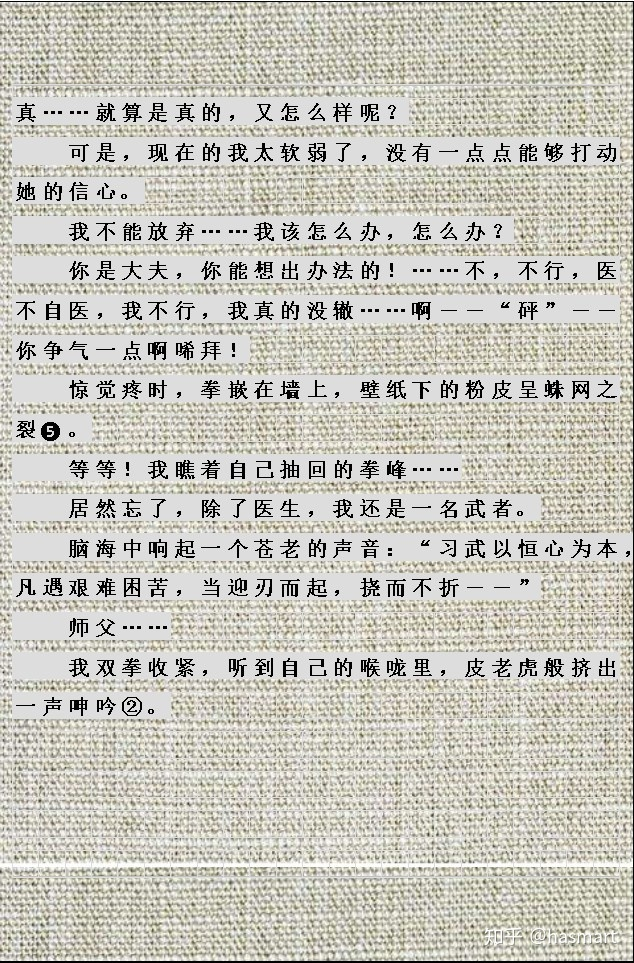 真……就算是真的，又怎么样呢？
可是，现在的我太软弱了，没有一点点能够打动
她的信心。
我不能放弃……我该怎么办，怎么办？
你是大夫，你能想出办法的！……不，不行，医
不自医，我不行，我真的没辙……啊——“砰”——
你争气一点啊唏拜！
惊觉疼时，拳嵌在墙上，壁纸下的粉皮呈蛛网之
裂❺。
等等！我瞧着自己抽回的拳峰……
居然忘了，除了医生，我还是一名武者。
脑海中响起一个苍老的声音：“习武以恒心为本，
凡遇艰难困苦，当迎刃而起，挠而不折——”
师父……
我双拳收紧，听到自己的喉咙里，皮老虎般挤出
一声呻吟②。
知乎 @hasmart